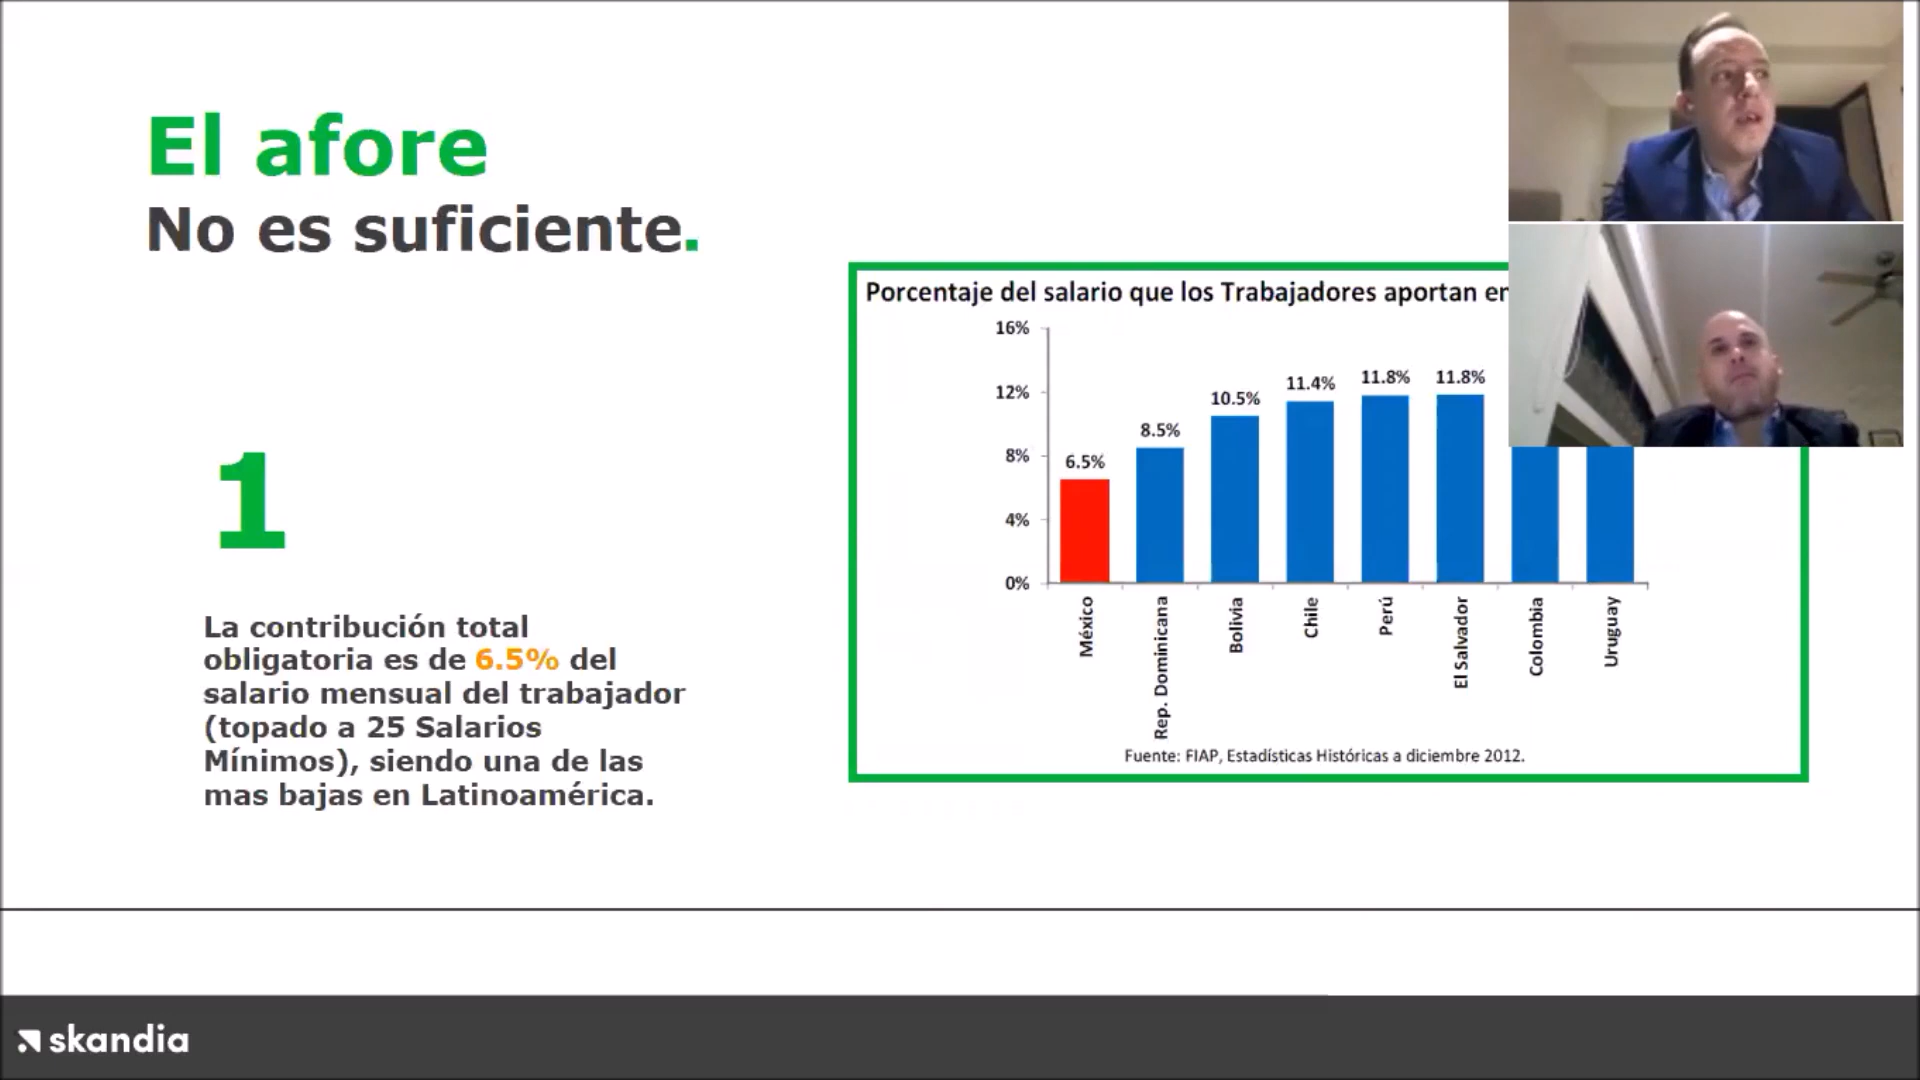 El afore
No es suficiente.
1
La contribución total
obligatoria es de 6.5% del
salario mensual del trabajador
(topado a 25 Salarios
Mínimos), siendo una de las
mas bajas en Latinoamérica.
Porcentaje del salario que los Trabajadores aportan en
16%
12%
8%
4%
0%
6.5%
8.5%
10.5%
11.4%
11.8%
11.8%
México
Rep. Dominicana
Bolivia
Chile
Perú
El Salvador
Colombia
Uruguay
Fuente: FIAP, Estadísticas Históricas a diciembre 2012.
skandia